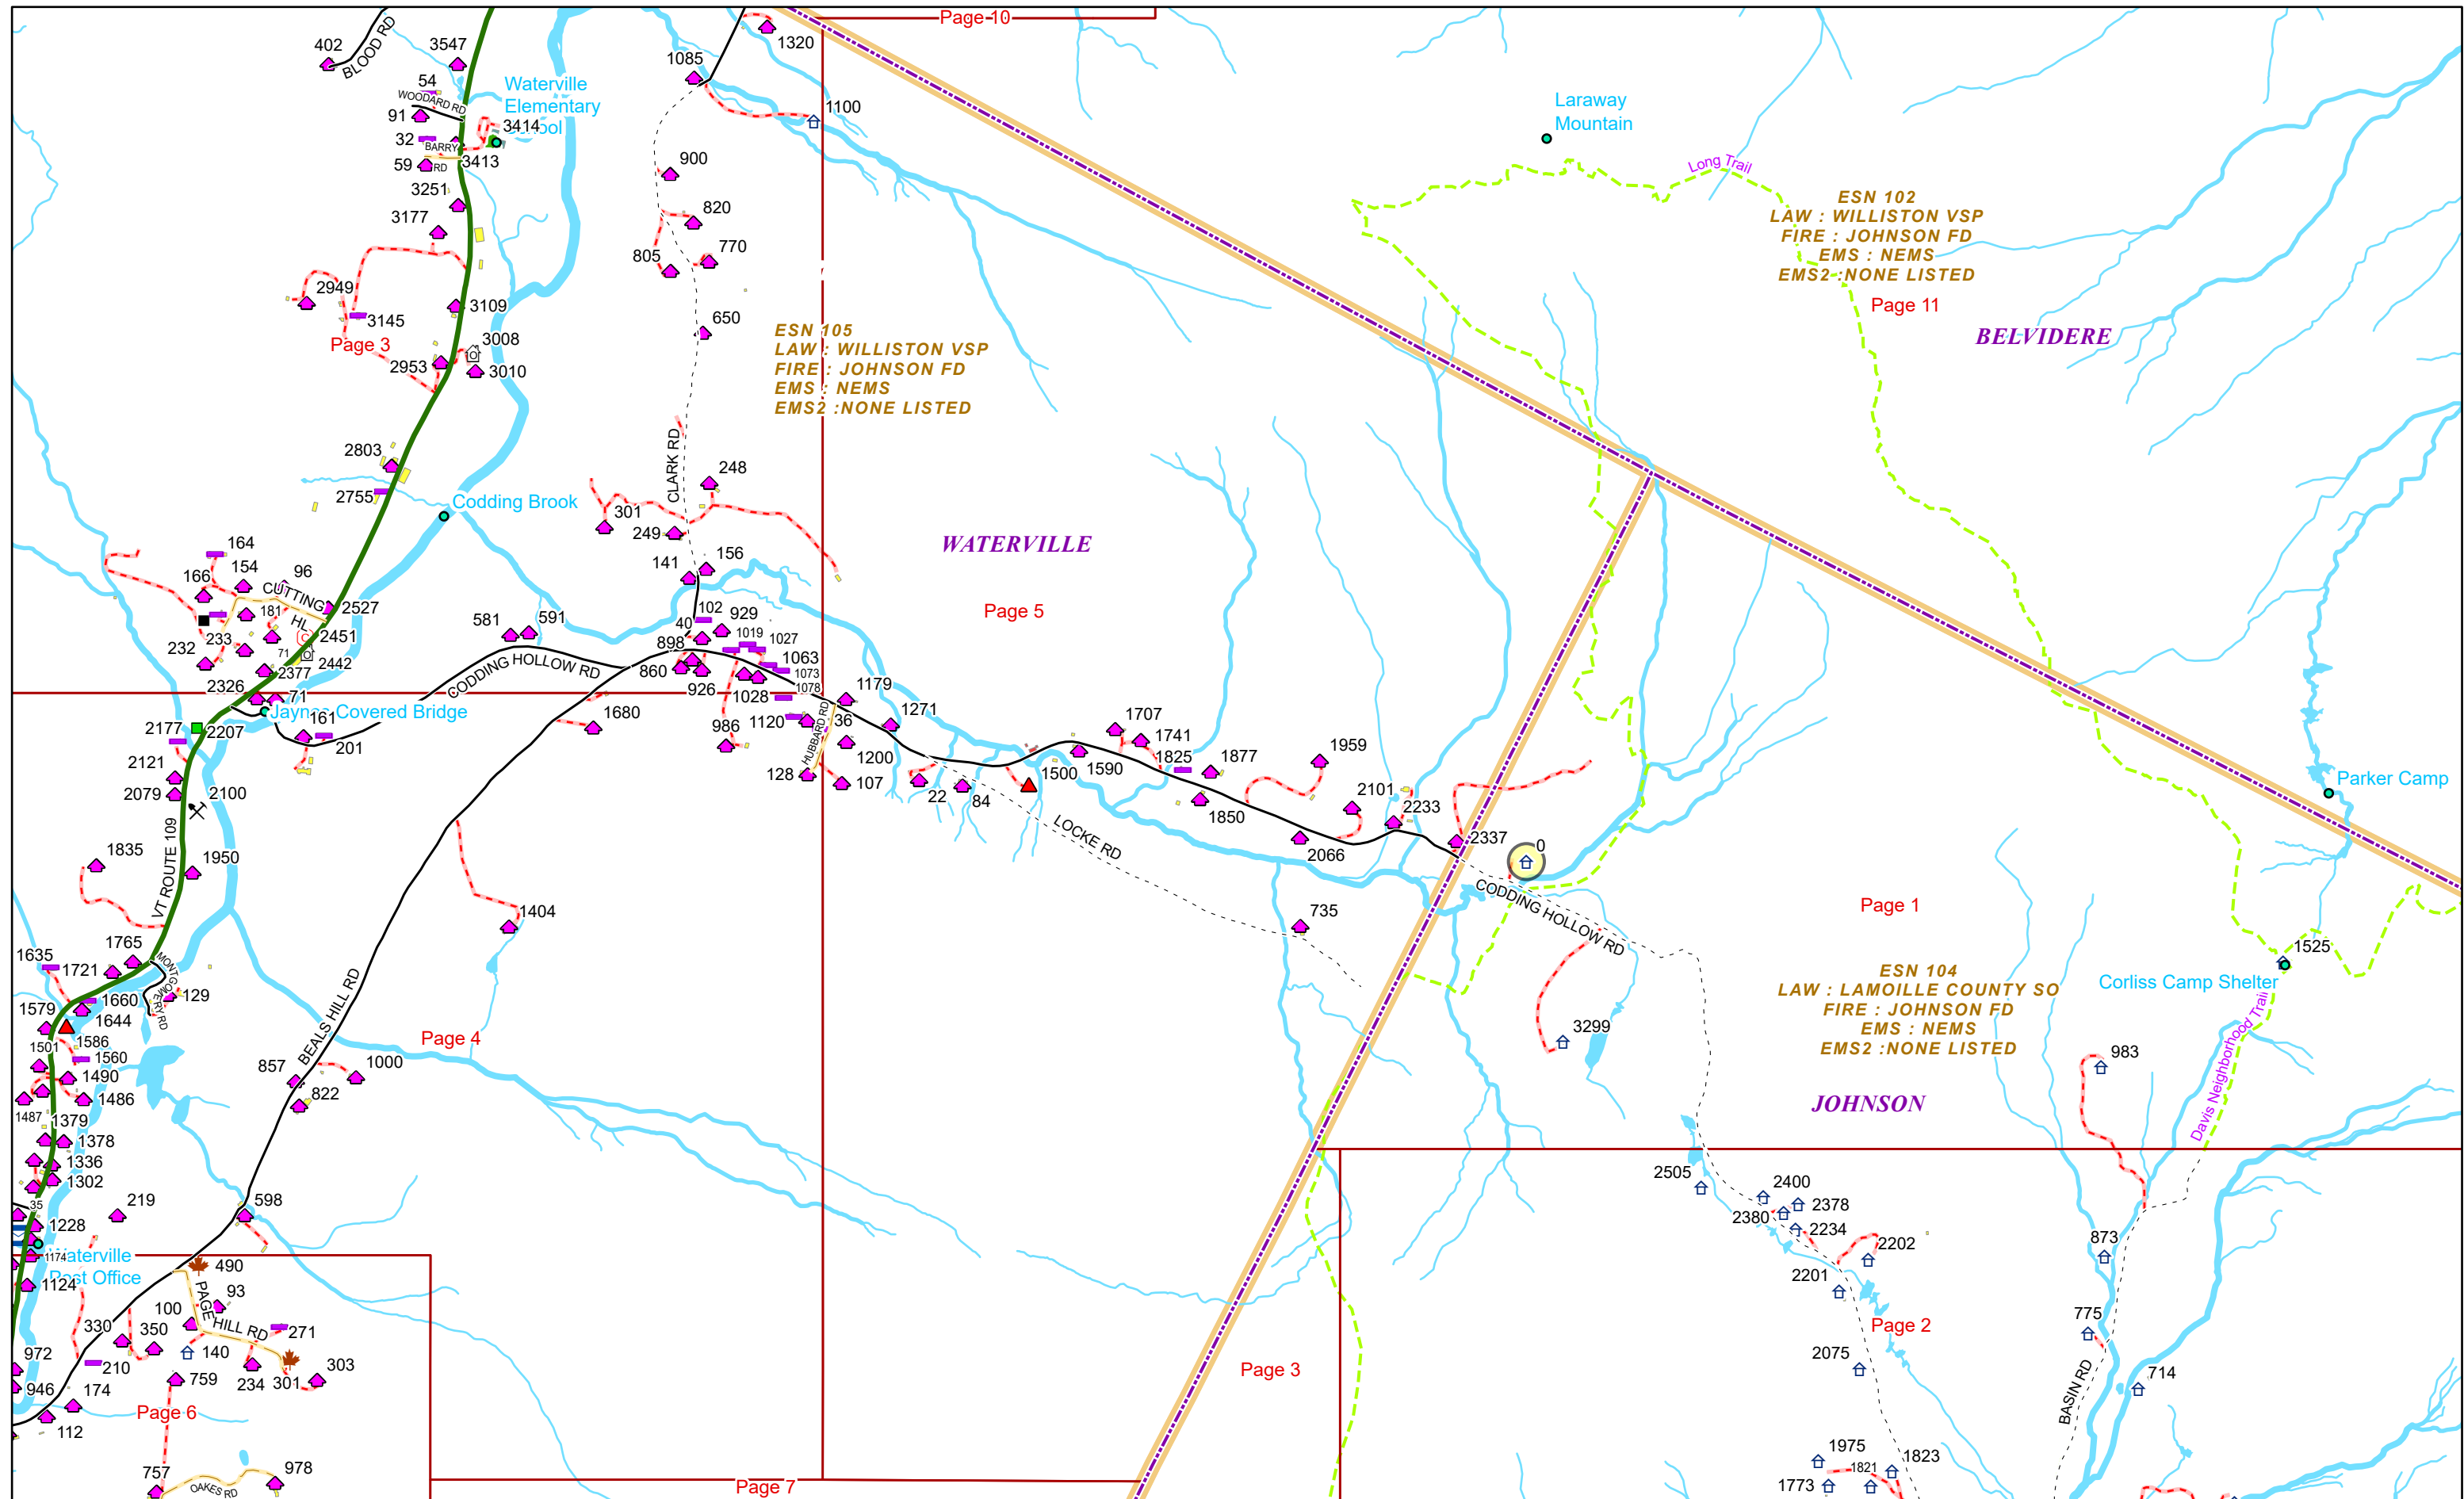 Page 10
402
BLOOD RD
3547
1320
1085
54
WOODARD RD
Waterville
Elementary
School
Laraway
Mountain
91
3414
1100
32
BARRY
RD
59
3413
Long Trail
900
3251
ESN 102
LAW : WILLISTON VSP
FIRE : JOHNSON FD
EMS : NEMS
EMS2 :NONE LISTED
3177
820
770
805
2949
3109
3145
Page 11
650
Page 3
3008
BELVIDERE
ESN 105
LAW : WILLISTON VSP
FIRE : JOHNSON FD
EMS : NEMS
EMS2 :NONE LISTED
2953
3010
2803
CLARK RD
248
2755
Codding Brook
301
249
WATERVILLE
164
154
166
96
CUTTING
HL
141
156
181
2527
102
929
Page 5
581
591
40
233
2451
898
1019
1027
232
71
2442
1063
2377
CODDING HOLLOW RD
860
1073
2326
71
926
1028
1078
1179
Jaynes Covered Bridge
161
2177
2207
201
1680
986
1120
HUBBARD RD
36
1271
1707
1741
1200
1825
1877
1959
2121
128
107
1500
1590
Parker Camp
2079
2100
22
84
1850
2101
2233
LOCKE RD
2066
2337
0
1835
1950
VT ROUTE 109
CODDING HOLLOW RD
1404
735
Page 1
1635
1765
1721
MONTGOMERY RD
1525
129
ESN 104
LAW : LAMOILLE COUNTY SO
FIRE : JOHNSON FD
EMS : NEMS
EMS2 :NONE LISTED
Corliss Camp Shelter
1660
1579
1644
BEALS HILL RD
Page 4
3299
1586
1501
1560
983
857
1000
1490
822
1486
Davis Neighborhood Trail
JOHNSON
1487
1379
1378
1336
1302
2505
2400
2378
219
598
35
2380
1228
2234
2202
1174
Waterville
Post Office
873
490
2201
1124
PAGE HILL RD
93
100
330
350
271
Page 2
775
140
2075
972
210
234
301
303
Page 3
759
946
174
714
Page 6
112
BASIN RD
1975
757
OAKES RD
978
Page 7
1773
1821
1823